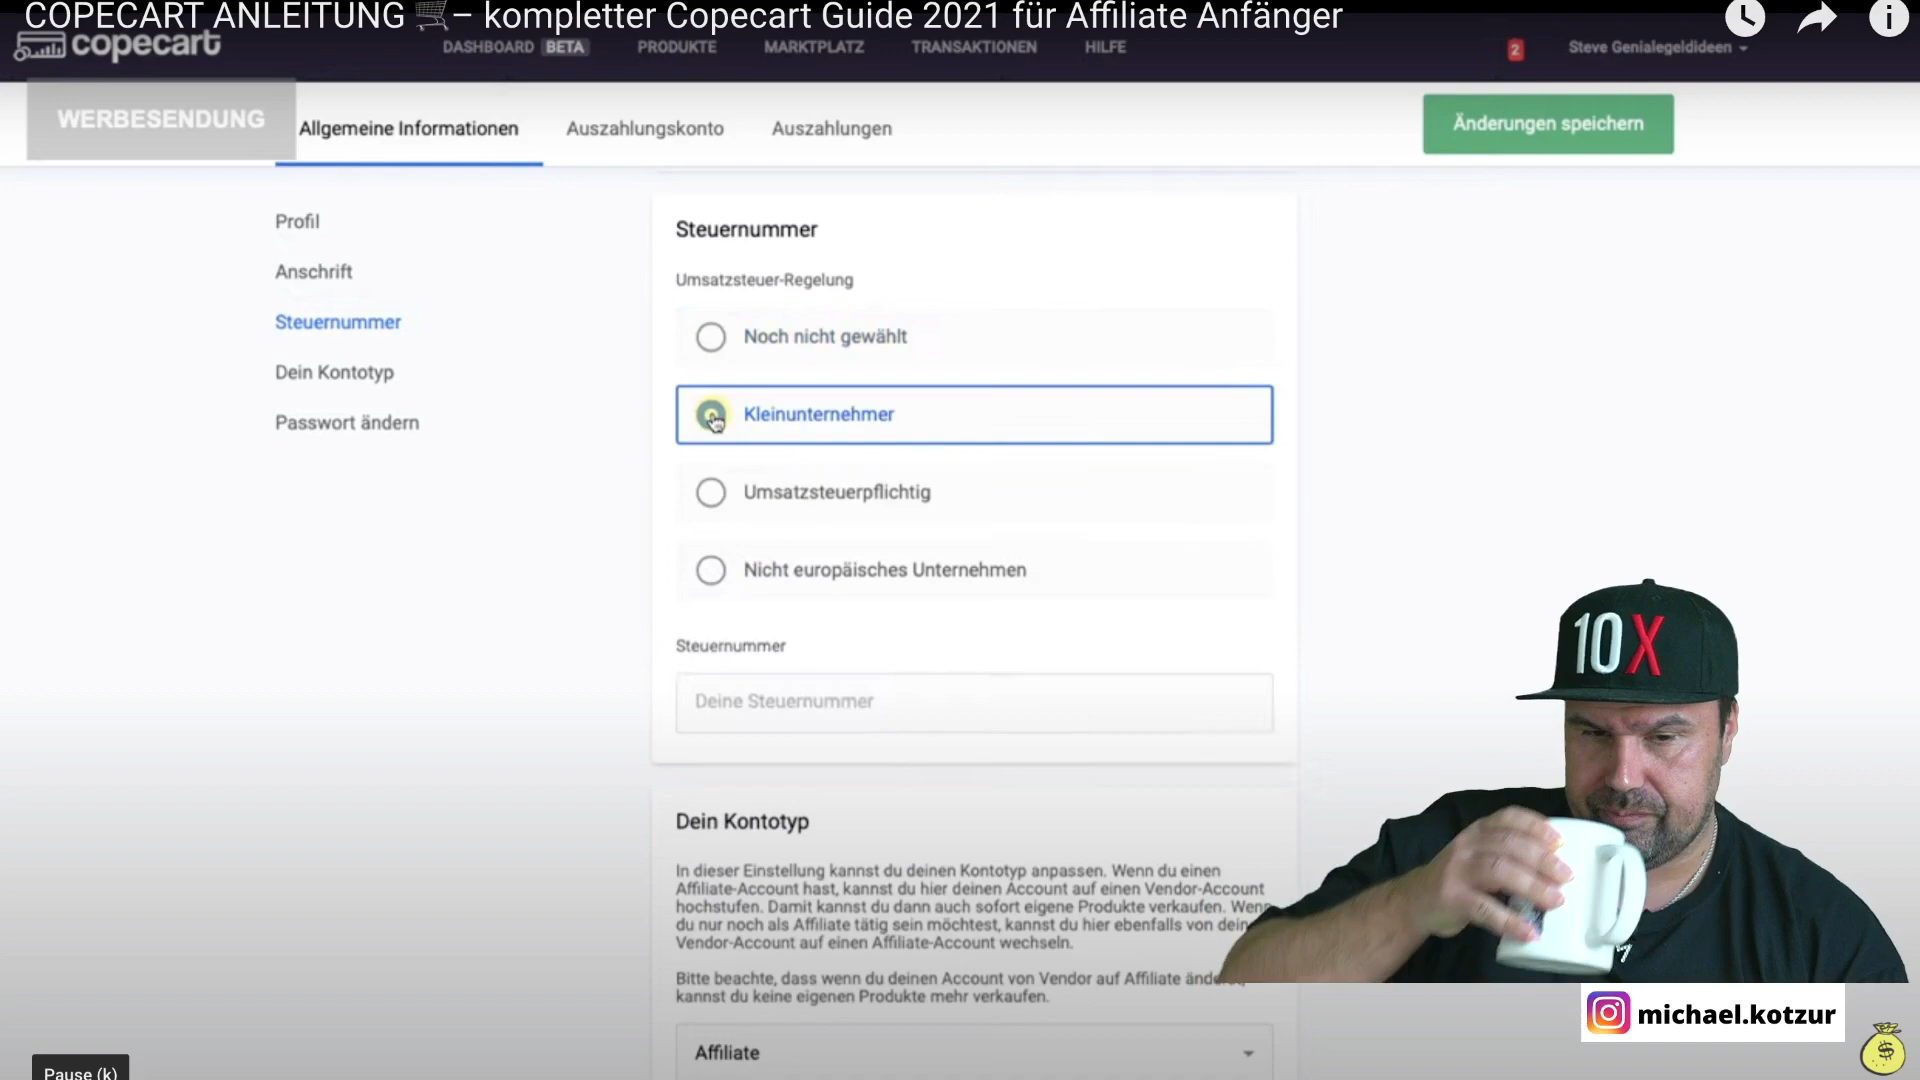 COPECART ANLEITUNG 🛒– kompletter Copecart Guide 2021 für Affiliate Anfänger
copecart
DASHBOARD BETA PRODUKTE MARKTPLATZ TRANSAKTIONEN HILFE
2
Steve Genialegeldideen
WERBESENDUNG
Allgemeine Informationen
Auszahlungskonto
Auszahlungen
Änderungen speichern
Profil
Anschrift
Steuernummer
Dein Kontotyp
Passwort ändern
Steuernummer
Umsatzsteuer-Regelung
Noch nicht gewählt
Kleinunternehmer
Umsatzsteuerpflichtig
Nicht europäisches Unternehmen
Steuernummer
Deine Steuernummer
Dein Kontotyp
In dieser Einstellung kannst du deinen Kontotyp anpassen. Wenn du einen
Affiliate-Account hast, kannst du hier deinen Account auf einen Vendor-Account
hochstufen. Damit kannst du dann auch sofort eigene Produkte verkaufen. Wenn
du nur noch als Affiliate tätig sein möchtest, kannst du hier ebenfalls von dein
Vendor-Account auf einen Affiliate-Account wechseln.
Bitte beachte, dass wenn du deinen Account von Vendor auf Affiliate
kannst du keine eigenen Produkte mehr verkaufen.
Affiliate
10X
michael.kotzur
$
Pause (k)